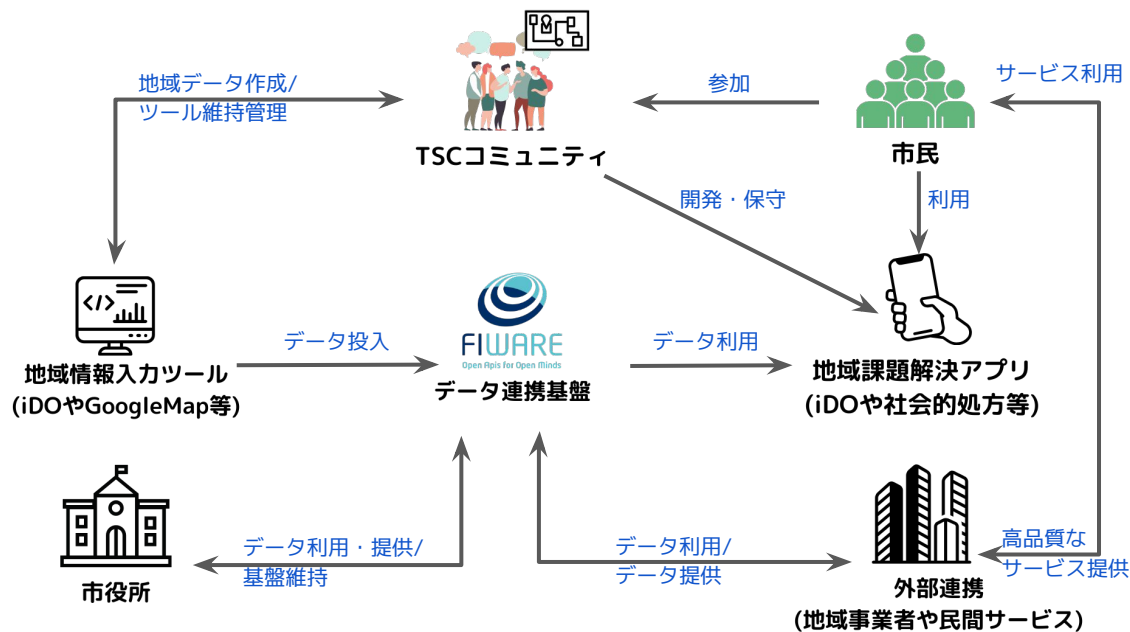 地域データ作成/
ツール維持管理
TSCコミュニティ
参加
サービス利用
市民
開発・保守
利用
</>
データ投入
FIWARE
Open Apis for Open Minds
データ連携基盤
データ利用
地域情報入力ツール
(iDOやGoogleMap等)
地域課題解決アプリ
(iDOや社会的処方等)
市役所
データ利用・提供/
基盤維持
データ利用/
データ提供
高品質な
サービス提供
外部連携
(地域事業者や民間サービス)